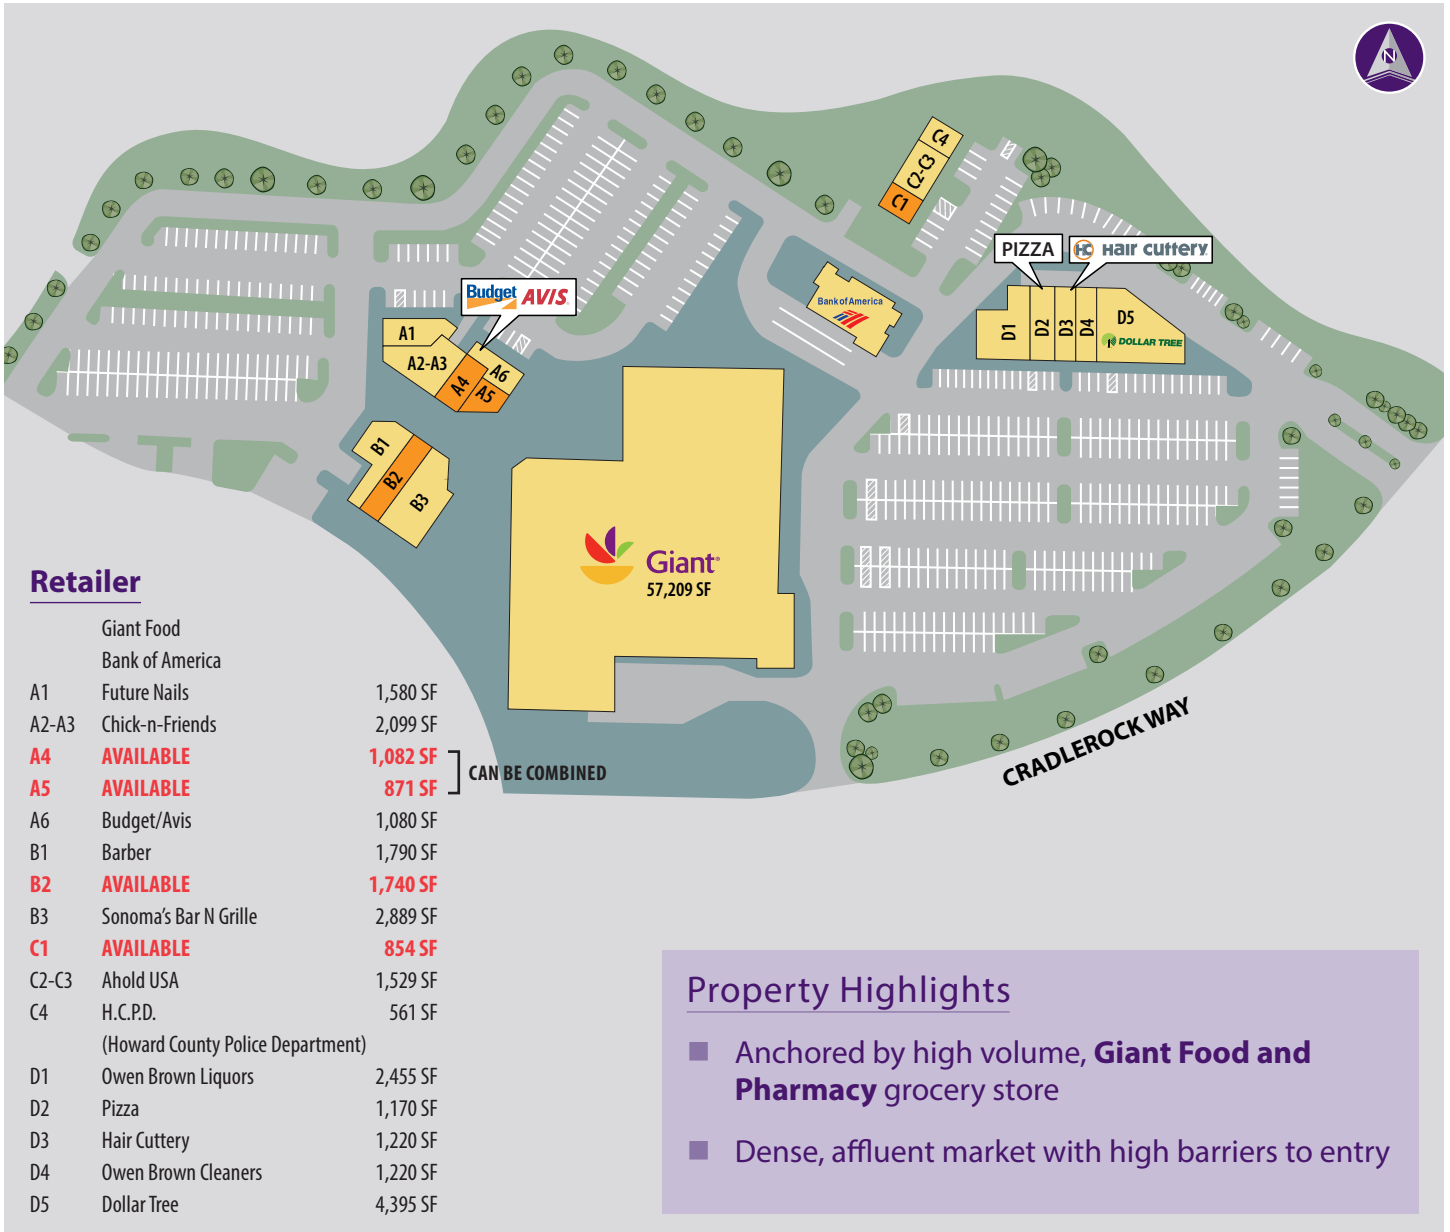 N
C4
C2-C3
C1
PIZZA
HC Hair Cuttery
Budget AVIS
Bank of America
D1
D2
D3
D4
D5
DOLLAR TREE
A1
A2-A3
A4
A5
A6
B1
B2
B3
Giant
57,209 SF
CRADLEROCK WAY
Retailer
Giant Food
Bank of America
A1 Future Nails 1,580 SF
A2-A3 Chick-n-Friends 2,099 SF
A4 AVAILABLE 1,082 SF
A5 AVAILABLE 871 SF
CAN BE COMBINED
A6 Budget/Avis 1,080 SF
B1 Barber 1,790 SF
B2 AVAILABLE 1,740 SF
B3 Sonoma's Bar N Grille 2,889 SF
C1 AVAILABLE 854 SF
C2-C3 Ahold USA 1,529 SF
C4 H.C.P.D. 561 SF
(Howard County Police Department)
D1 Owen Brown Liquors 2,455 SF
D2 Pizza 1,170 SF
D3 Hair Cuttery 1,220 SF
D4 Owen Brown Cleaners 1,220 SF
D5 Dollar Tree 4,395 SF
Property Highlights
Anchored by high volume, Giant Food and
Pharmacy grocery store
Dense, affluent market with high barriers to entry